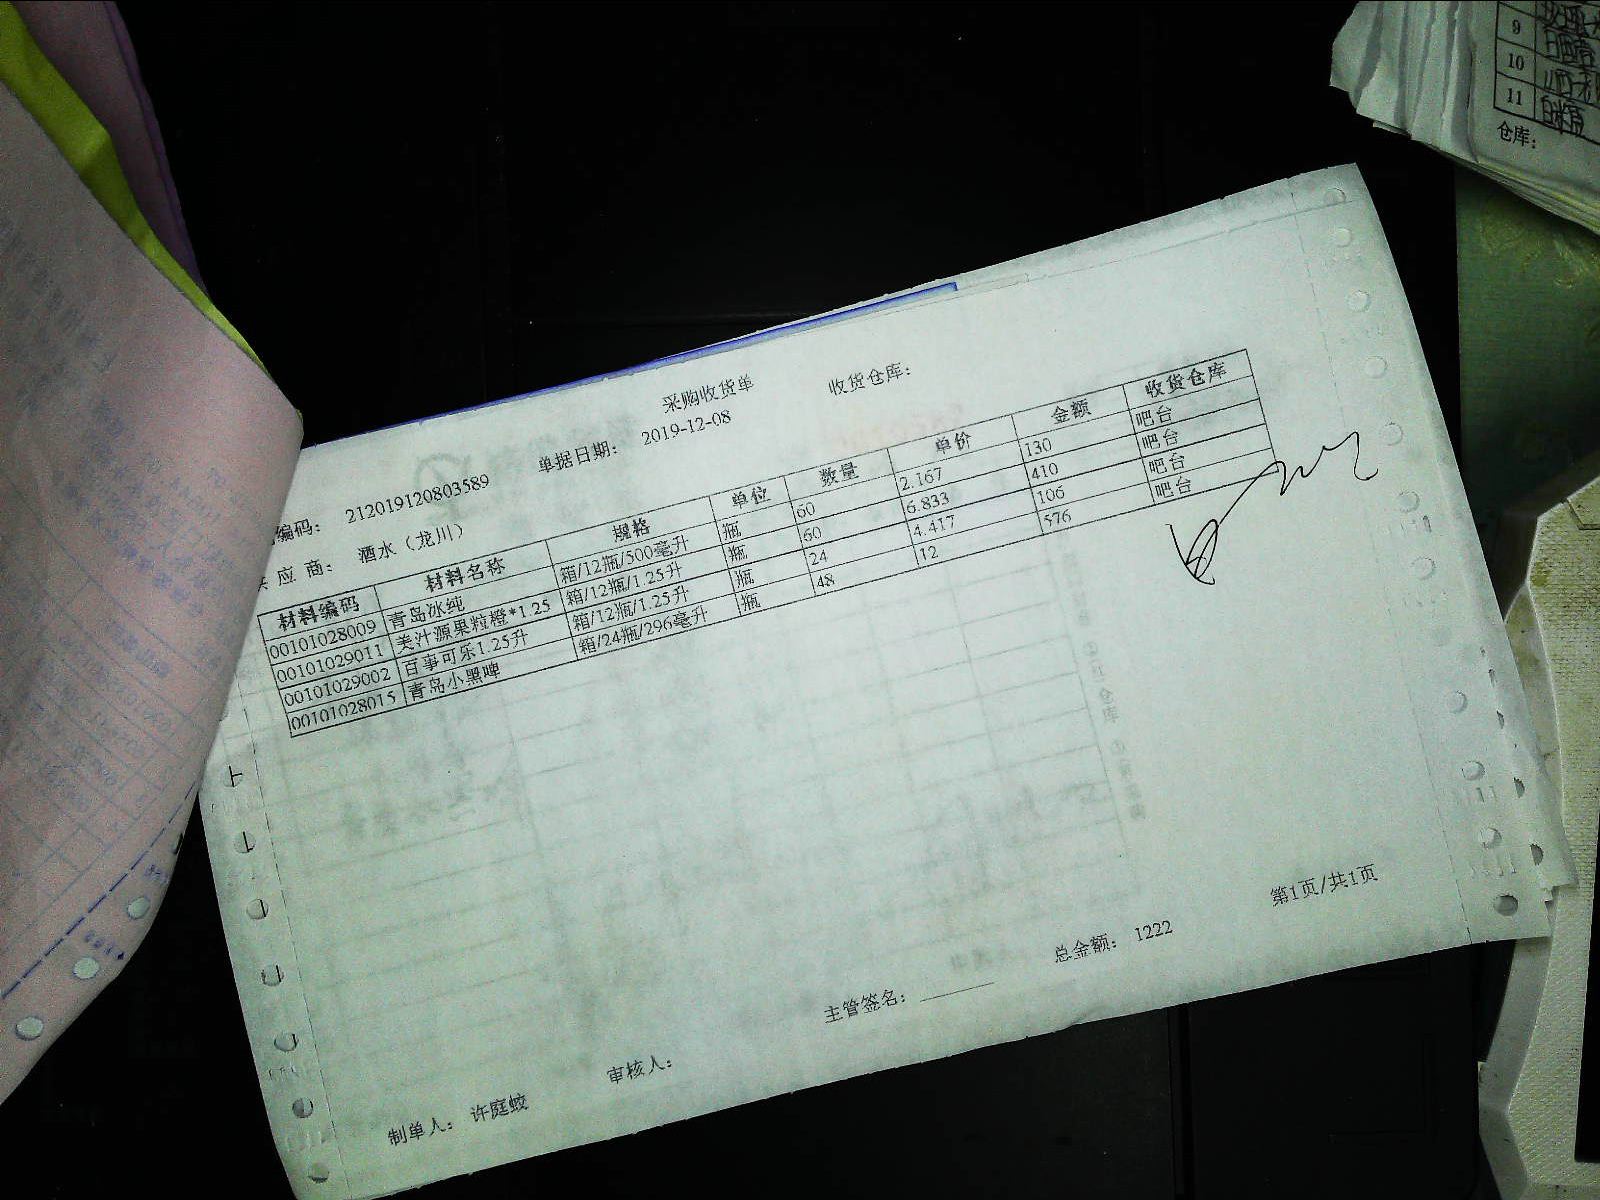 采购收货单
收货仓库：
编码： 212019120803589 单据日期： 2019-12-08
应 商： 酒水（龙川）
材料编码 材料名称 规格 单位 数量 单价 金额 收货仓库
00101028009 青岛冰纯 箱/12瓶/500毫升 瓶 60 2.167 130 吧台
00101029011 美汁源果粒橙*1.25 箱/12瓶/1.25升 瓶 60 6.833 410 吧台
00101029002 百事可乐1.25升 箱/12瓶/1.25升 瓶 24 4.417 106 吧台
00101028015 青岛小黑啤 箱/24瓶/296毫升 瓶 48 12 576 吧台
第1页/共1页
主管签名： 总金额： 1222
制单人： 许庭蛟 审核人：
9
10
11
仓库：